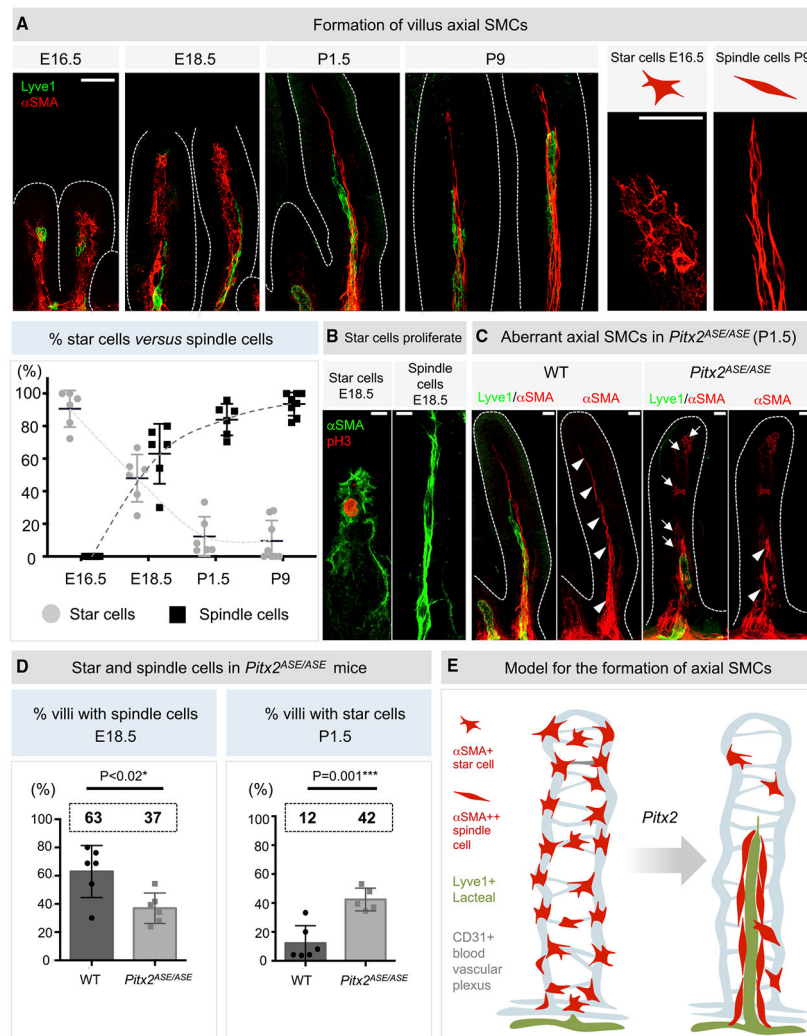 A
Formation of villus axial SMCs
E16.5
E18.5
P1.5
P9
Star cells E16.5
Spindle cells P9
Lyve1
αSMA
% star cells versus spindle cells
(%)
100
80
60
40
20
0
E16.5
E18.5
P1.5
P9
Star cells
Spindle cells
B
Star cells proliferate
Star cells
E18.5
Spindle
cells
E18.5
αSMA
pH3
C
Aberrant axial SMCs in Pitx2ASE/ASE (P1.5)
WT
Pitx2ASE/ASE
Lyve1/αSMA
αSMA
Lyve1/αSMA
αSMA
D
Star and spindle cells in Pitx2ASE/ASE mice
% villi with spindle cells
E18.5
P<0.02*
(%)
63
37
100
80
60
40
20
0
WT
Pitx2ASE/ASE
% villi with star cells
P1.5
P=0.001***
(%)
12
42
100
80
60
40
20
0
WT
Pitx2ASE/ASE
E
Model for the formation of axial SMCs
αSMA+
star cell
αSMA++
spindle
cell
Lyve1+
Lacteal
CD31+
blood
vascular
plexus
Pitx2